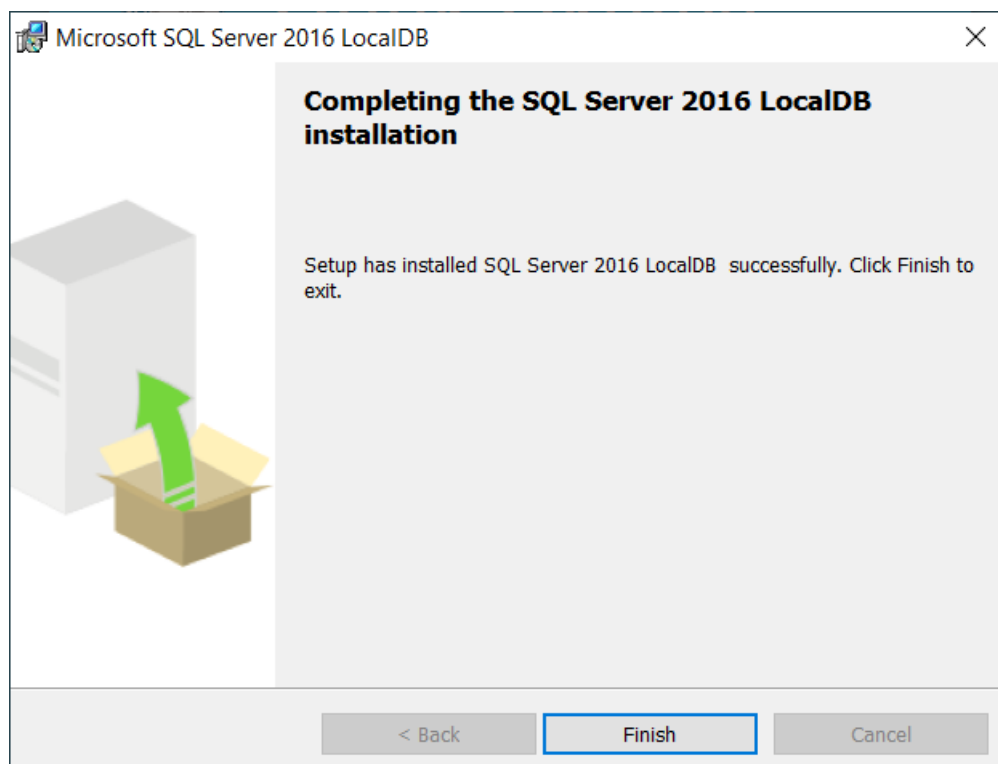 Microsoft SQL Server 2016 LocalDB
Completing the SQL Server 2016 LocalDB
installation
Setup has installed SQL Server 2016 LocalDB  successfully. Click Finish to
exit.
< Back
Finish
Cancel